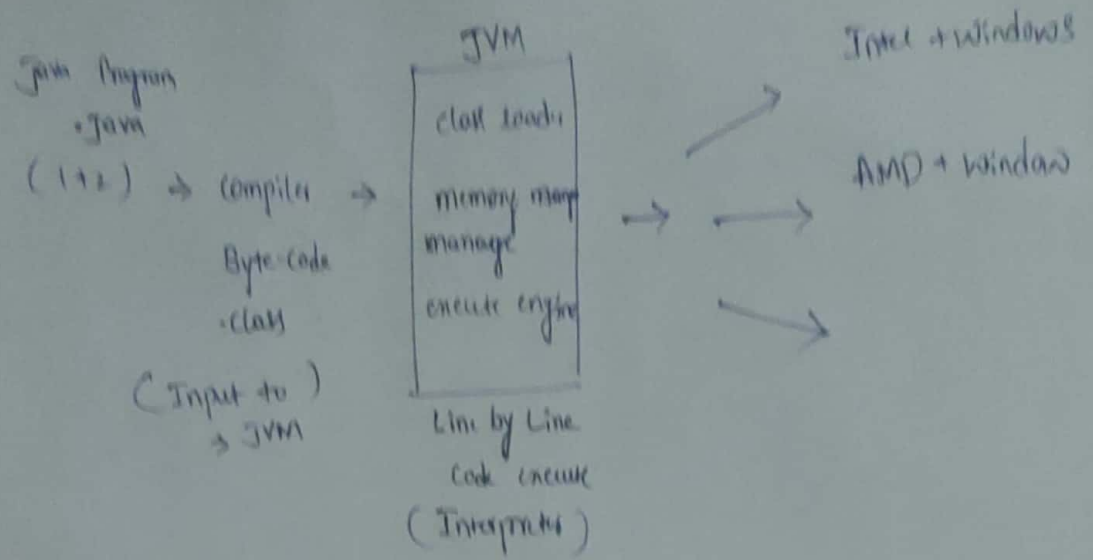 Java Program
.Java
(1+2) → compiler →
Byte code
.class
(Input to)
→ JVM
JVM
class loader
memory mang
manage
execute engine
Line by Line
Code execute
(Interpreter)
→
Intel + Windows
AMD + Window